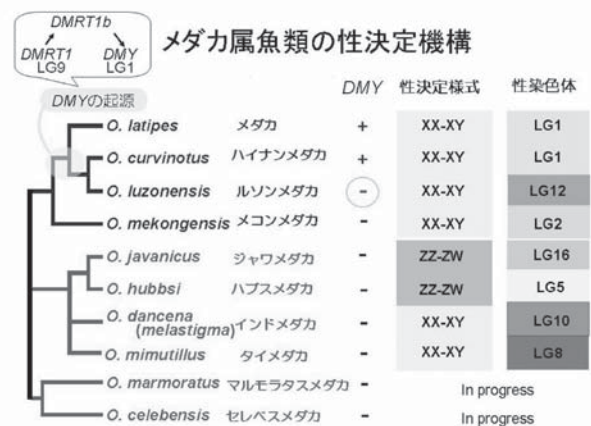 DMRT1b
DMRT1 DMY
LG9 LG1
メダカ属魚類の性決定機構
DMYの起源
DMY 性決定様式 性染色体
O. latipes メダカ + XX-XY LG1
O. curvinotus ハイナンメダカ + XX-XY LG1
O. luzonensis ルソンメダカ - XX-XY LG12
O. mekongensis メコンメダカ - XX-XY LG2
O. javanicus ジャワメダカ - ZZ-ZW LG16
O. hubbsi ハブスメダカ - ZZ-ZW LG5
O. dancena
(melastigma) インドメダカ - XX-XY LG10
O. mimutillus タイメダカ - XX-XY LG8
O. marmoratus マルモラタスメダカ - In progress
O. celebensis セレベスメダカ - In progress